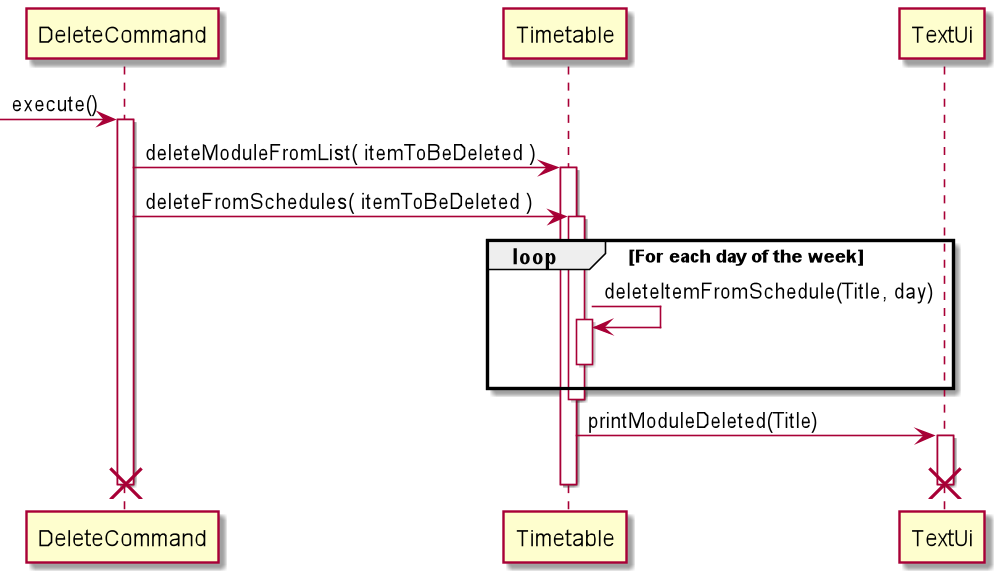 DeleteCommand
Timetable
TextUi
execute()
deleteModuleFromList( itemToBeDeleted )
deleteFromSchedules( itemToBeDeleted )
loop
[For each day of the week]
deleteItemFromSchedule(Title, day)
printModuleDeleted(Title)
DeleteCommand
Timetable
TextUi